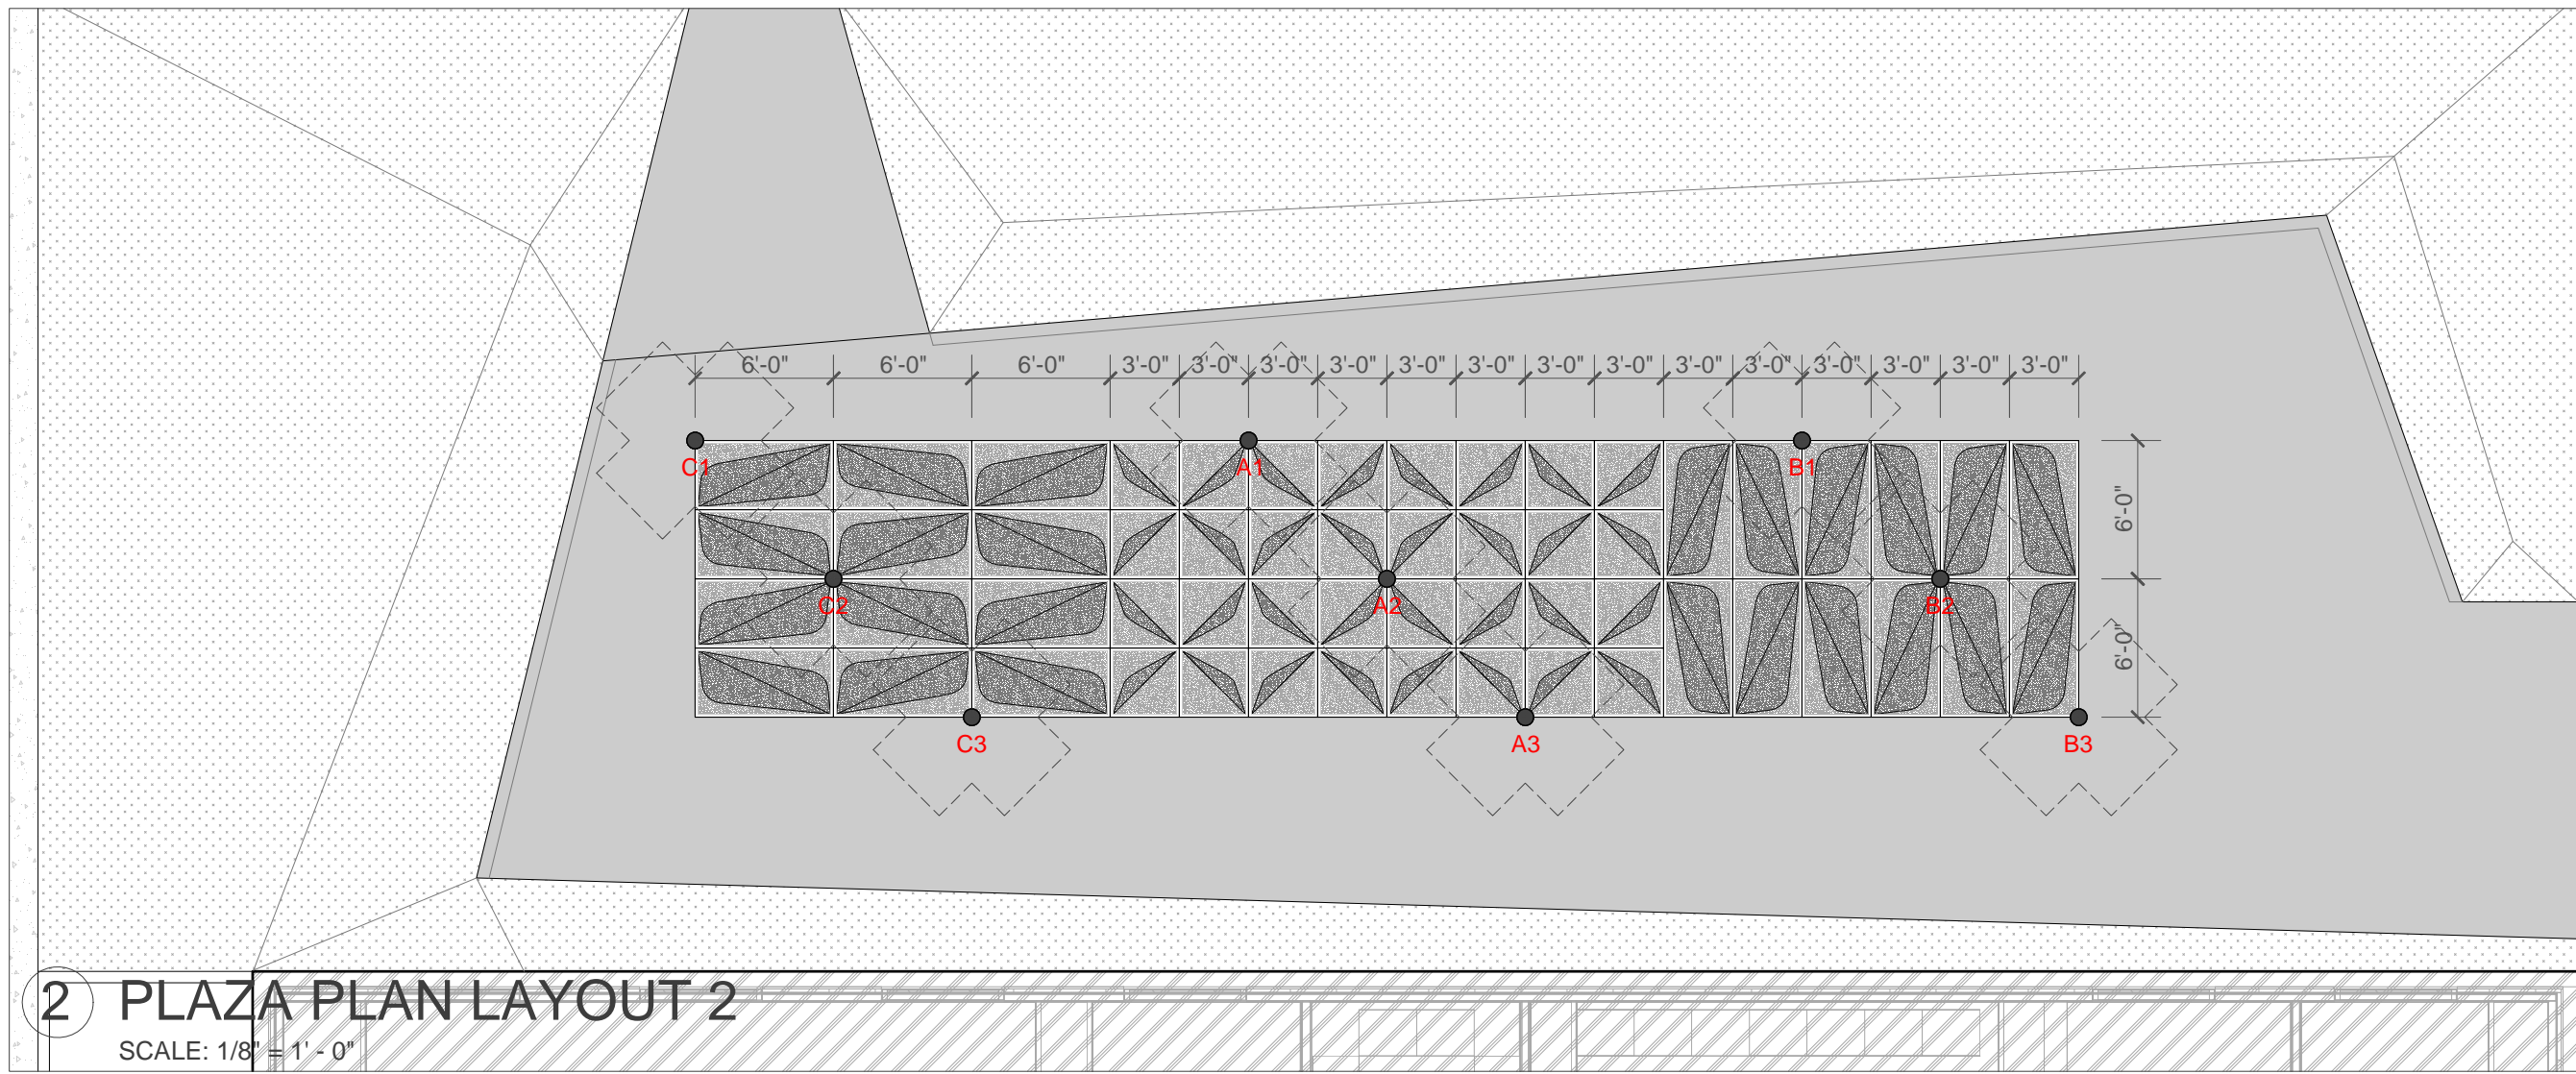 6'-0" 6'-0" 6'-0" 3'-0" 3'-0" 3'-0" 3'-0" 3'-0" 3'-0" 3'-0" 3'-0" 3'-0" 3'-0" 3'-0" 3'-0" 3'-0" 3'-0"
C1 A1 B1
6'-0"
C2 A2 B2
6'-0"
C3 A3 B3
2 PLAZA PLAN LAYOUT 2
SCALE: 1/8" = 1' - 0"